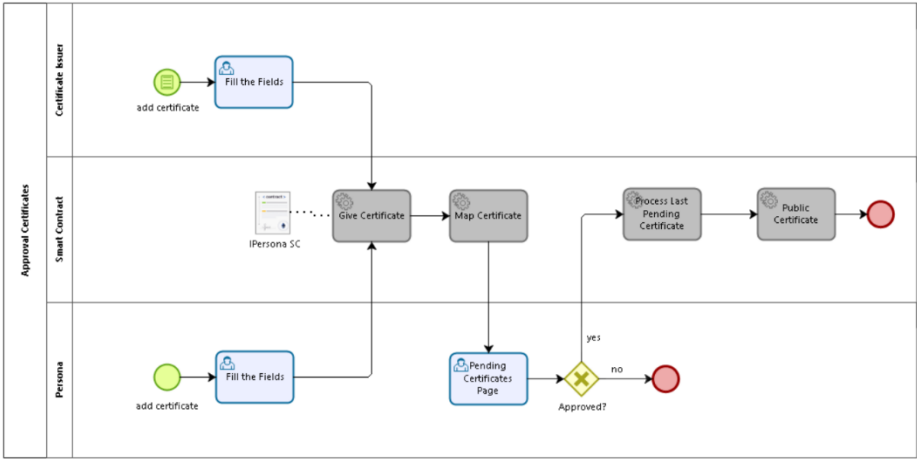 Approval Certificates
Certificate Issuer
add certificate
Fill the Fields
Smart Contract
contract
IPersona SC
Give Certificate
Map Certificate
Process Last
Pending
Certificate
Public
Certificate
Persona
add certificate
Fill the Fields
Pending
Certificates
Page
yes
no
Approved?